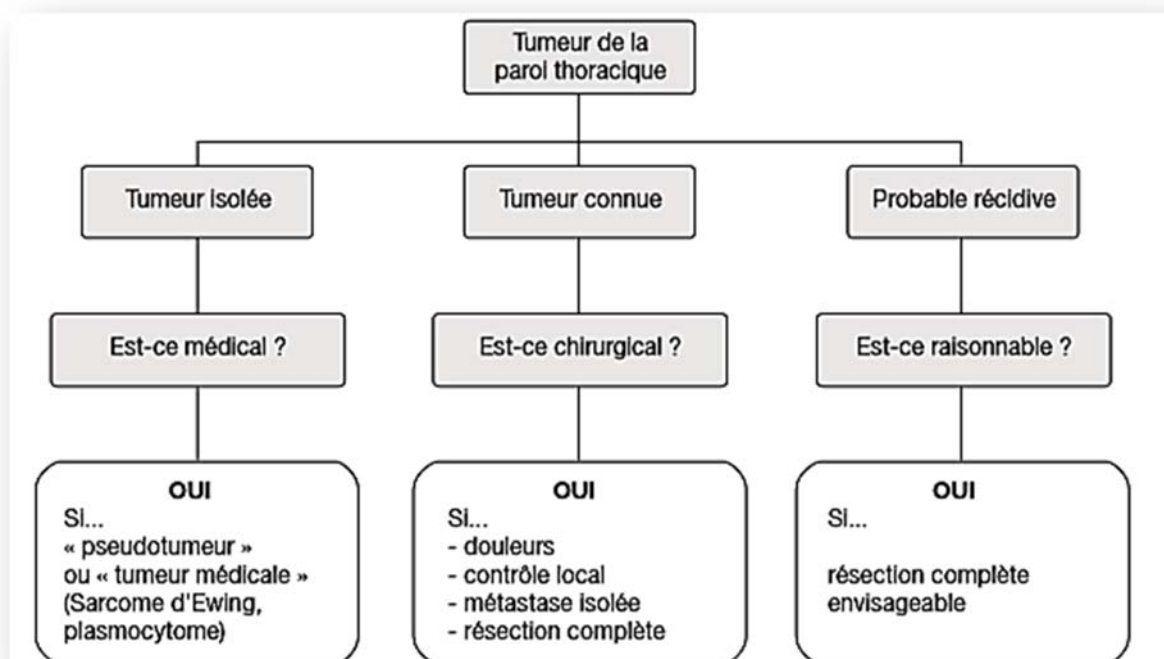 Tumeur de la
paroi thoracique
Tumeur isolée
Tumeur connue
Probable récidive
Est-ce médical ?
Est-ce chirurgical ?
Est-ce raisonnable ?
OUI
Si...
« pseudotumeur »
ou « tumeur médicale »
(Sarcome d'Ewing,
plasmocytome)
OUI
Si...
- douleurs
- contrôle local
- métastase isolée
- résection complète
OUI
Si...
résection complète
envisageable